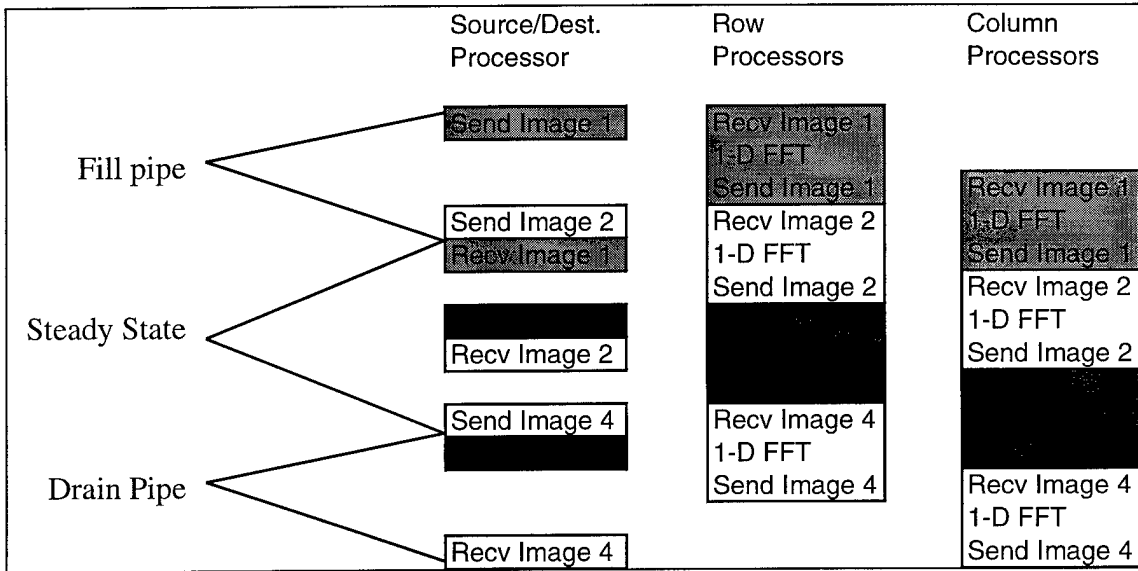 Source/Dest.
Processor
Row
Processors
Column
Processors
Fill pipe
Steady State
Drain Pipe
Send Image 1
Send Image 2
Recv Image 1
Recv Image 2
Send Image 4
Recv Image 4
Recv Image 1
1-D FFT
Send Image 1
Recv Image 2
1-D FFT
Send Image 2
Recv Image 4
1-D FFT
Send Image 4
Recv Image 1
1-D FFT
Send Image 1
Recv Image 2
1-D FFT
Send Image 2
Recv Image 4
1-D FFT
Send Image 4